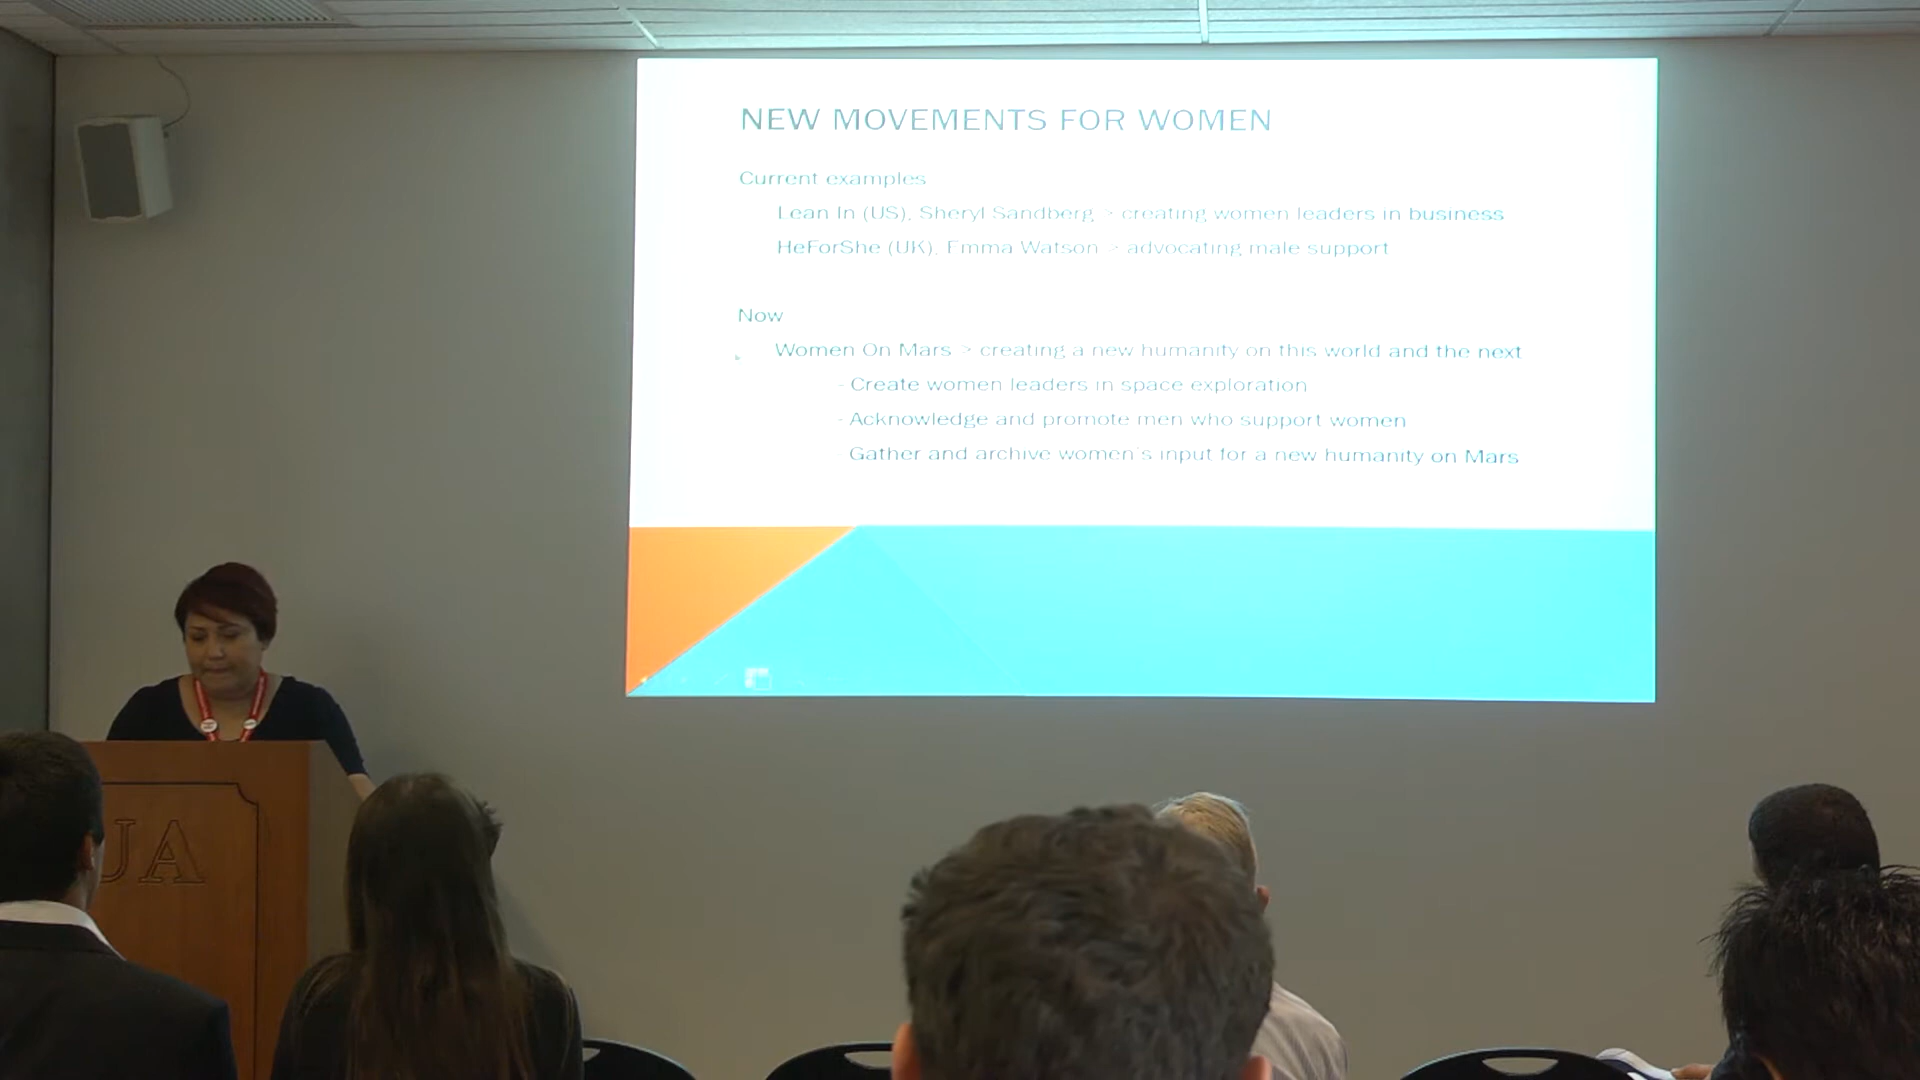 NEW MOVEMENTS FOR WOMEN
Current examples
Lean In (US), Sheryl Sandberg > creating women leaders in business
HeForShe (UK), Emma Watson > advocating male support
Now
Women On Mars > creating a new humanity on this world and the next
- Create women leaders in space exploration
- Acknowledge and promote men who support women
- Gather and archive women's input for a new humanity on Mars
UA